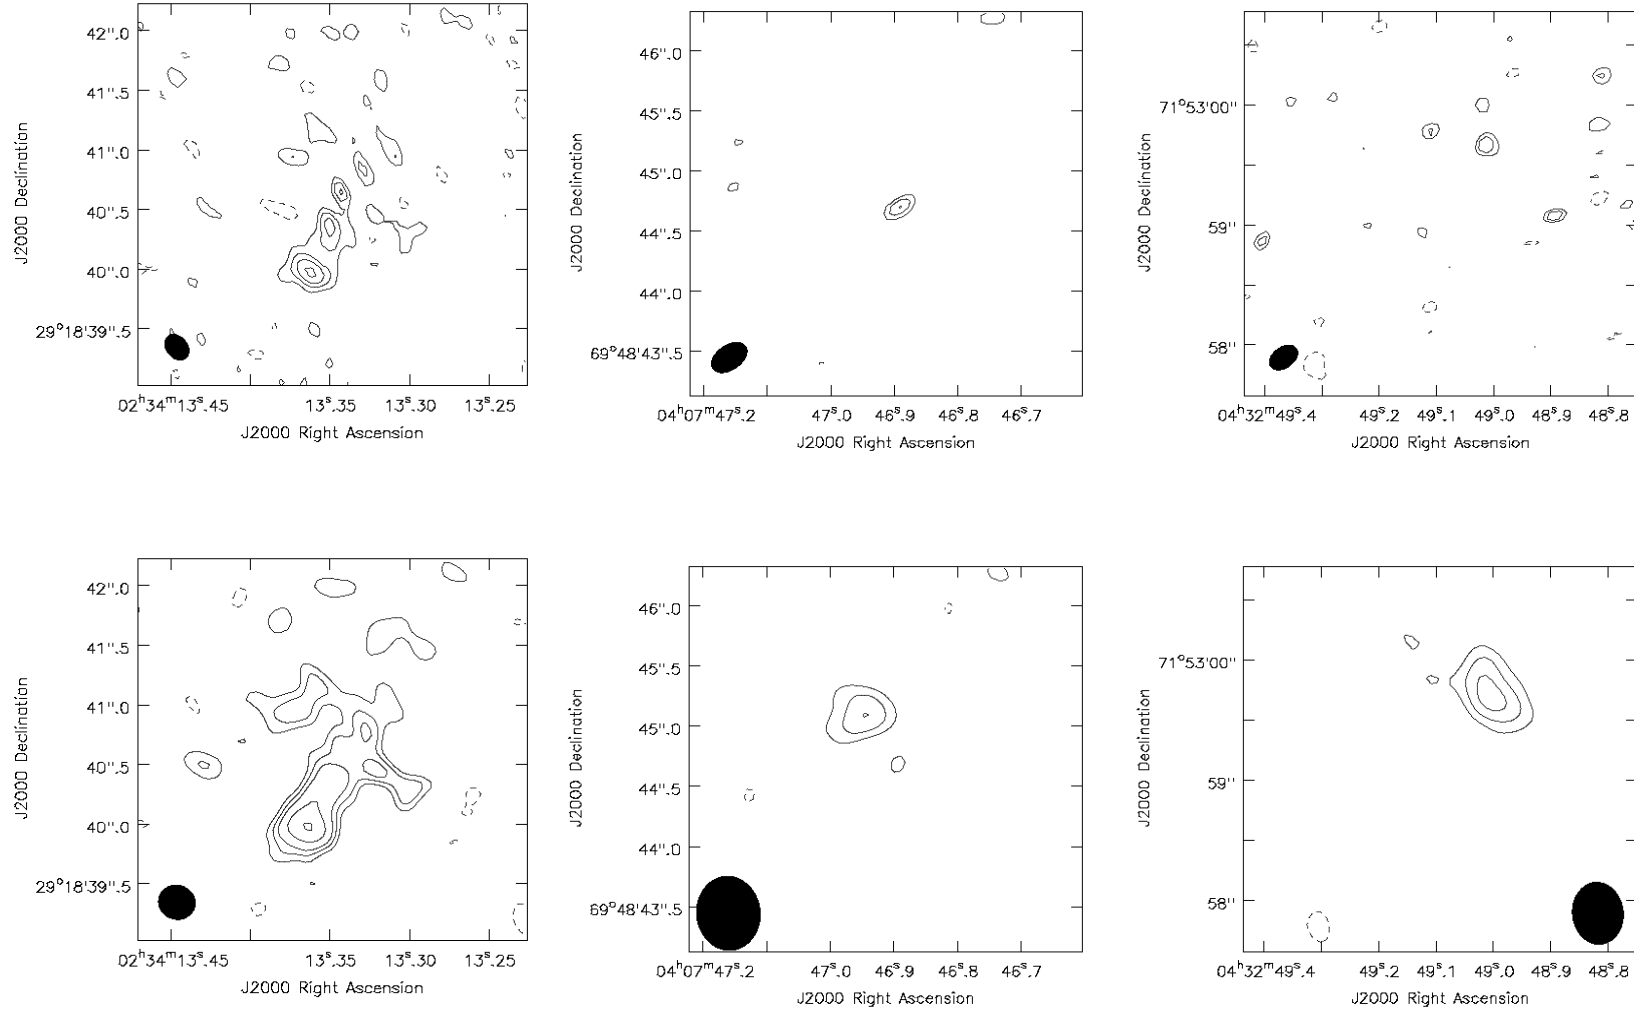 42".0
41".5
41".0
40".5
40".0
29°18'39".5
J2000 Declination
02ʰ34ᵐ13ˢ.45 13ˢ.35 13ˢ.30 13ˢ.25
J2000 Right Ascension
46".0
45".5
45".0
44".5
44".0
69°48'43".5
J2000 Declination
04ʰ07ᵐ47ˢ.2 47ˢ.0 46ˢ.9 46ˢ.8 46ˢ.7
J2000 Right Ascension
71°53'00"
59"
58"
J2000 Declination
04ʰ32ᵐ49ˢ.4 49ˢ.2 49ˢ.1 49ˢ.0 48ˢ.9 48ˢ.8
J2000 Right Ascension
42".0
41".5
41".0
40".5
40".0
29°18'39".5
J2000 Declination
02ʰ34ᵐ13ˢ.45 13ˢ.35 13ˢ.30 13ˢ.25
J2000 Right Ascension
46".0
45".5
45".0
44".5
44".0
69°48'43".5
J2000 Declination
04ʰ07ᵐ47ˢ.2 47ˢ.0 46ˢ.9 46ˢ.8 46ˢ.7
J2000 Right Ascension
71°53'00"
59"
58"
J2000 Declination
04ʰ32ᵐ49ˢ.4 49ˢ.2 49ˢ.1 49ˢ.0 48ˢ.9 48ˢ.8
J2000 Right Ascension